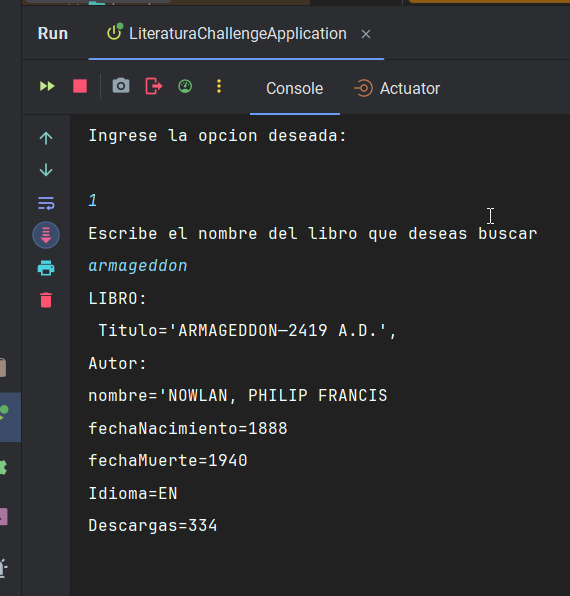 Run
LiteraturaChallengeApplication
Console
Actuator
Ingrese la opcion deseada:
1
Escribe el nombre del libro que deseas buscar
armageddon
LIBRO:
Titulo='ARMAGEDDON—2419 A.D.',
Autor:
nombre='NOWLAN, PHILIP FRANCIS
fechaNacimiento=1888
fechaMuerte=1940
Idioma=EN
Descargas=334